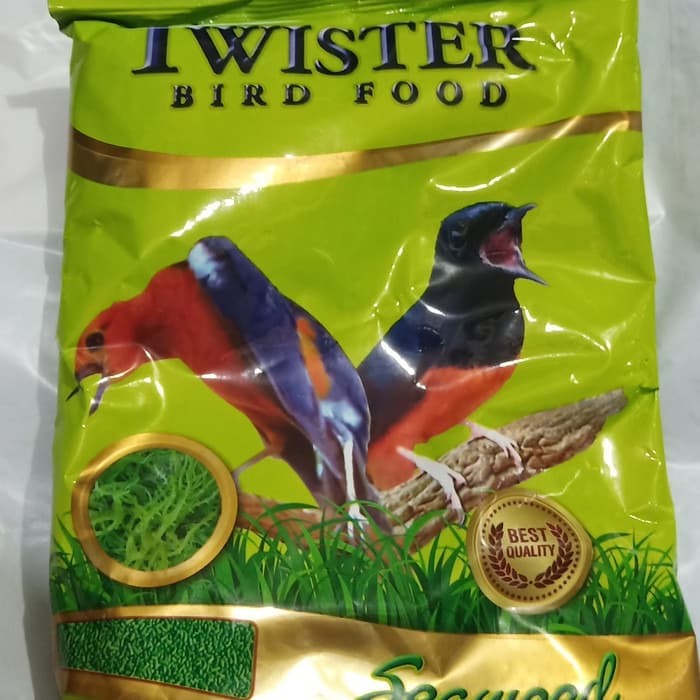 TWISTER
BIRD FOOD
BEST
QUALITY
Seaweed